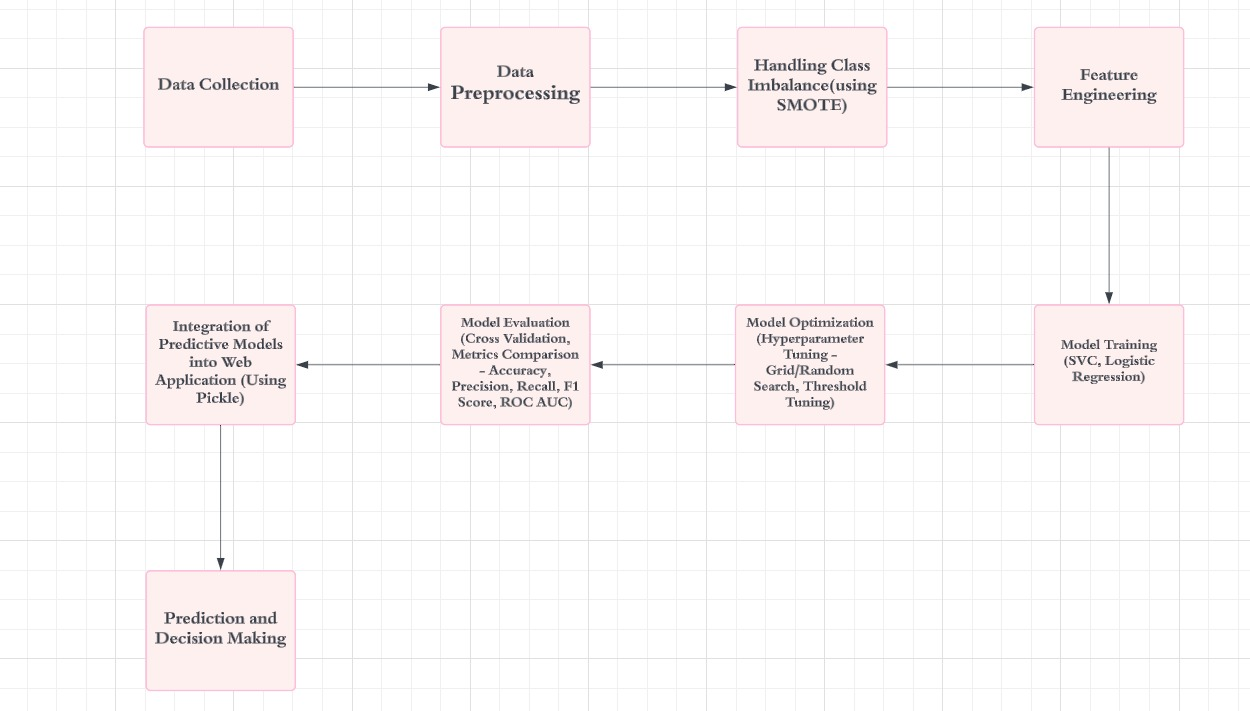 Data Collection
Data
Preprocessing
Handling Class
Imbalance(using
SMOTE)
Feature
Engineering
Model Training
(SVC, Logistic
Regression)
Model Optimization
(Hyperparameter
Tuning -
Grid/Random
Search, Threshold
Tuning)
Model Evaluation
(Cross Validation,
Metrics Comparison
- Accuracy,
Precision, Recall, F1
Score, ROC AUC)
Integration of
Predictive Models
into Web
Application (Using
Pickle)
Prediction and
Decision Making